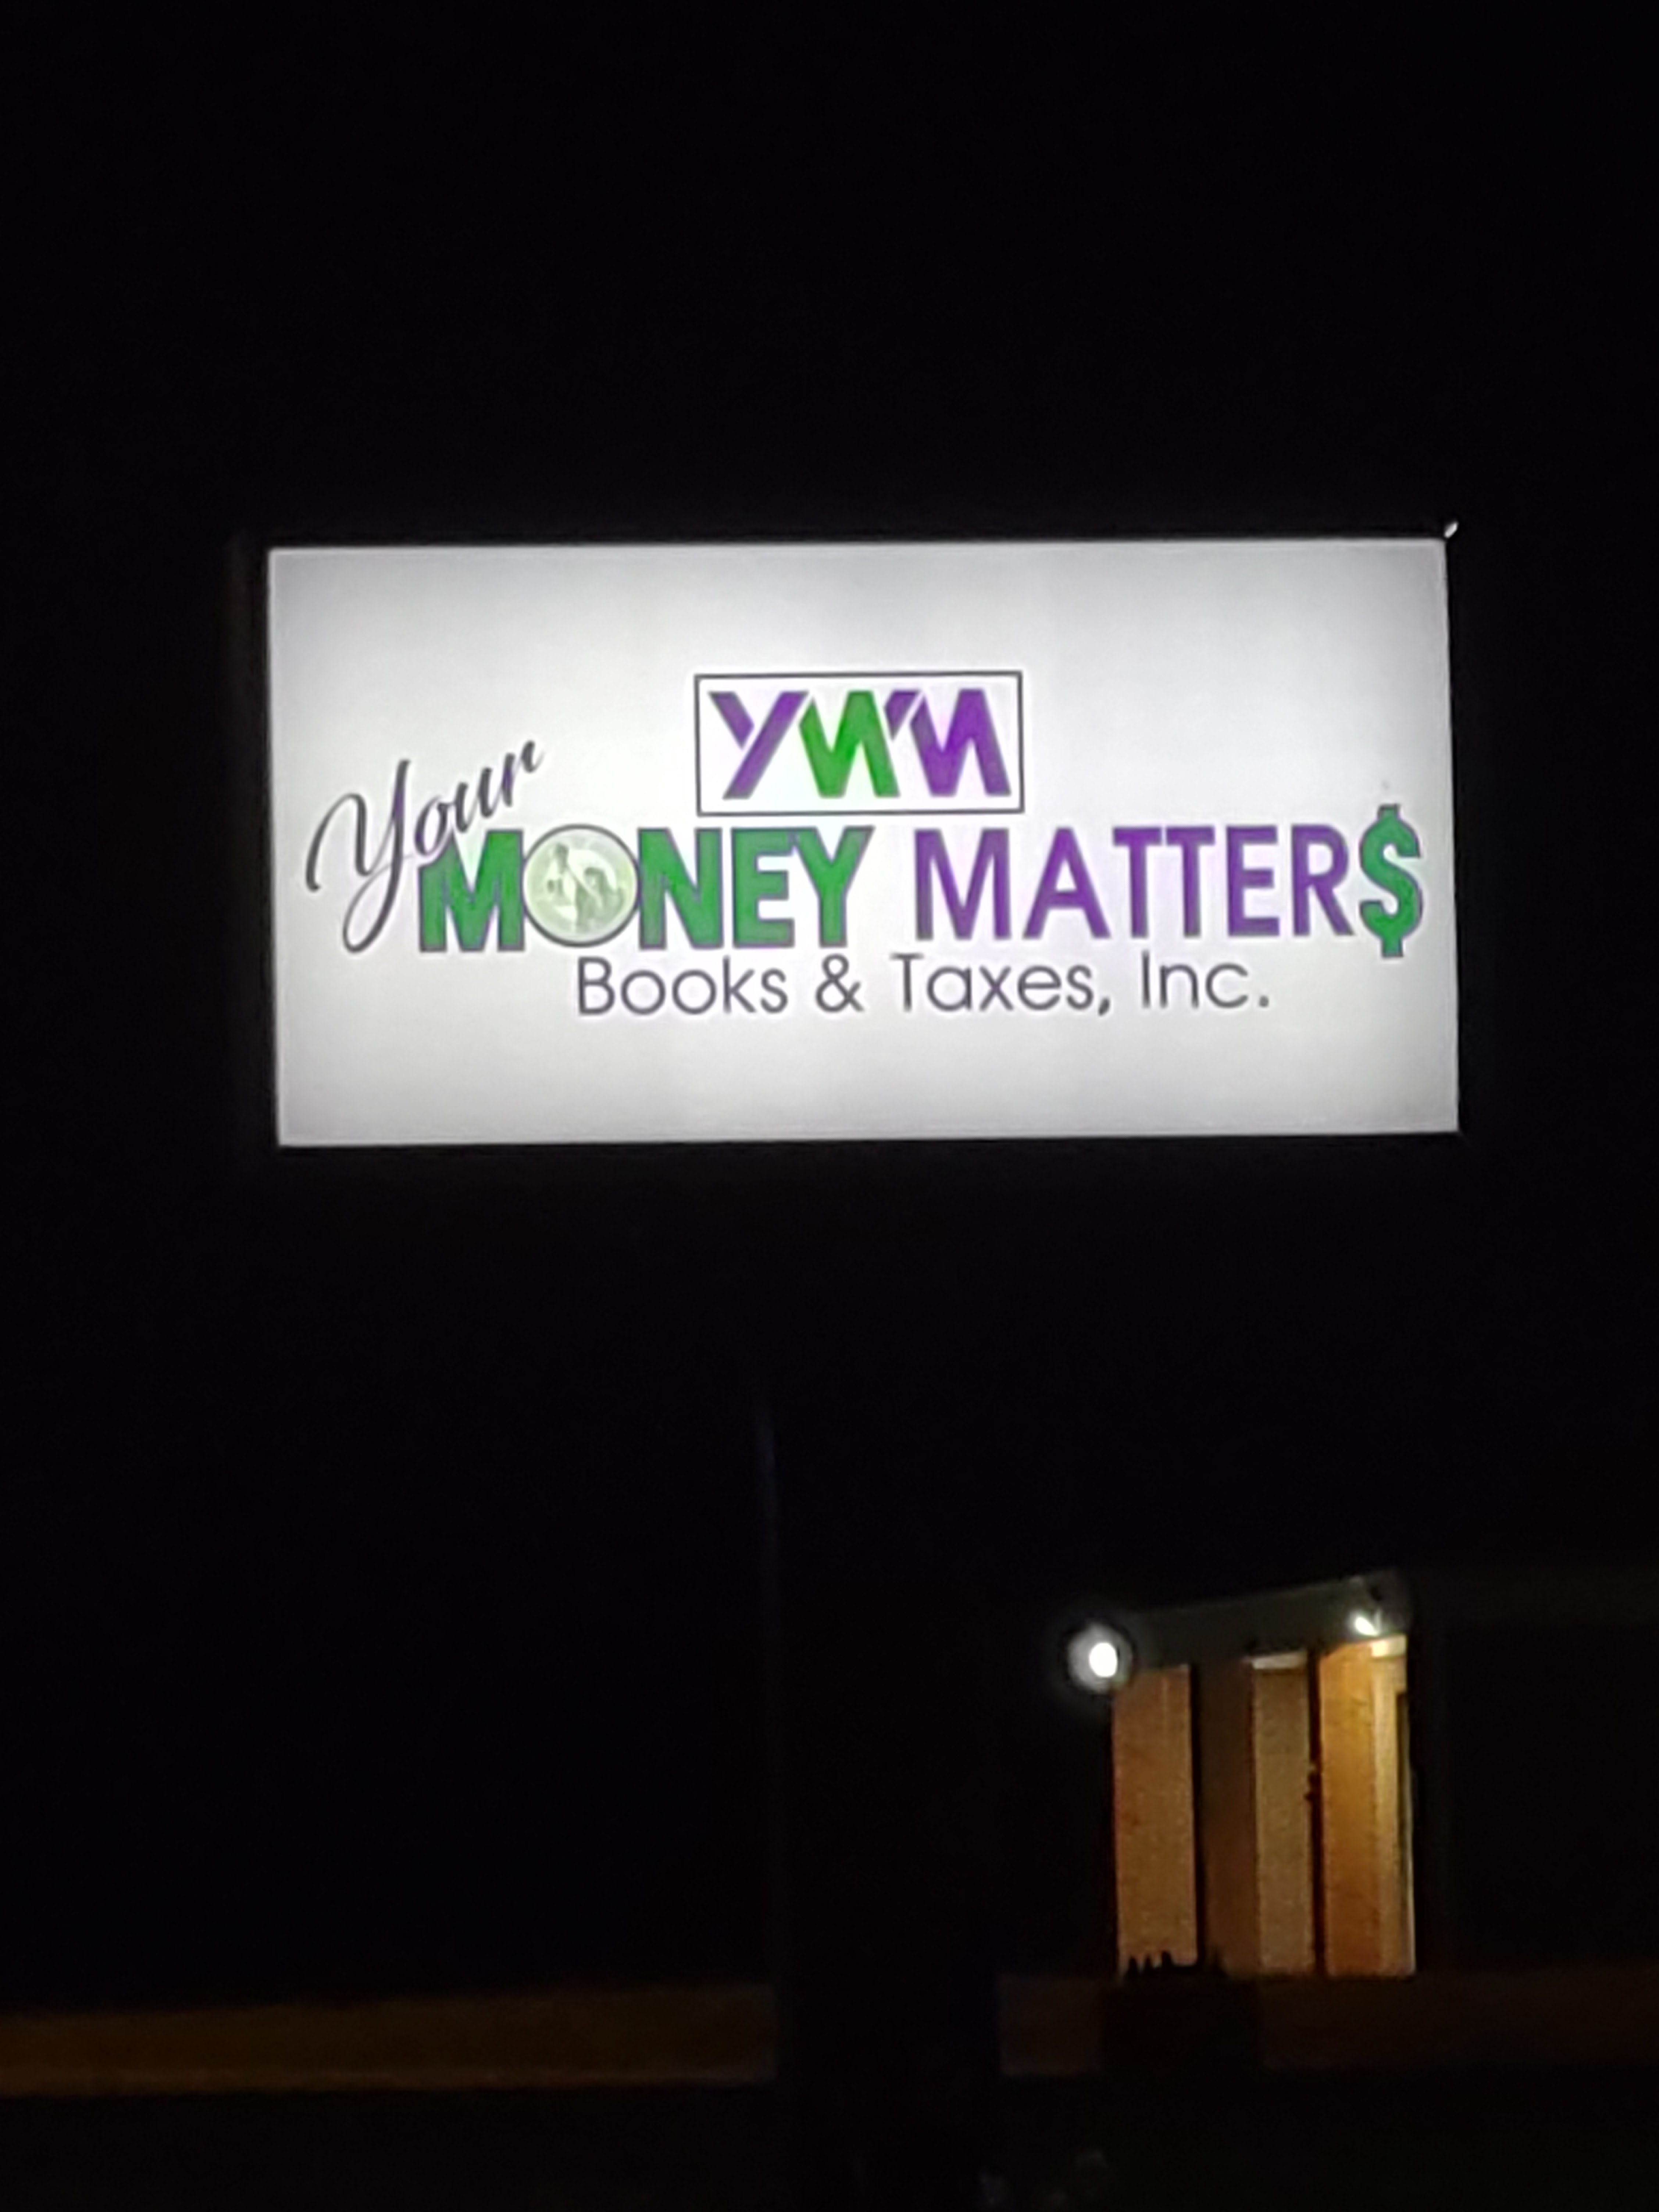 YMM
Your
MONEY MATTER$
Books & Taxes, Inc.